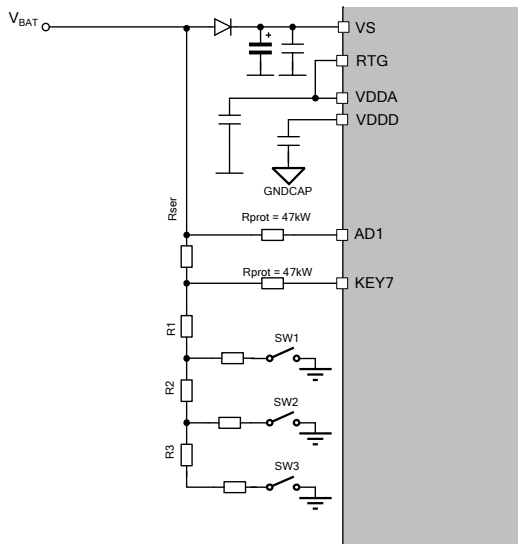 VBAT
VS
RTG
VDDA
VDDD
+
GNDCAP
Rser
Rprot = 47kW
AD1
Rprot = 47kW
KEY7
R1
SW1
R2
SW2
R3
SW3